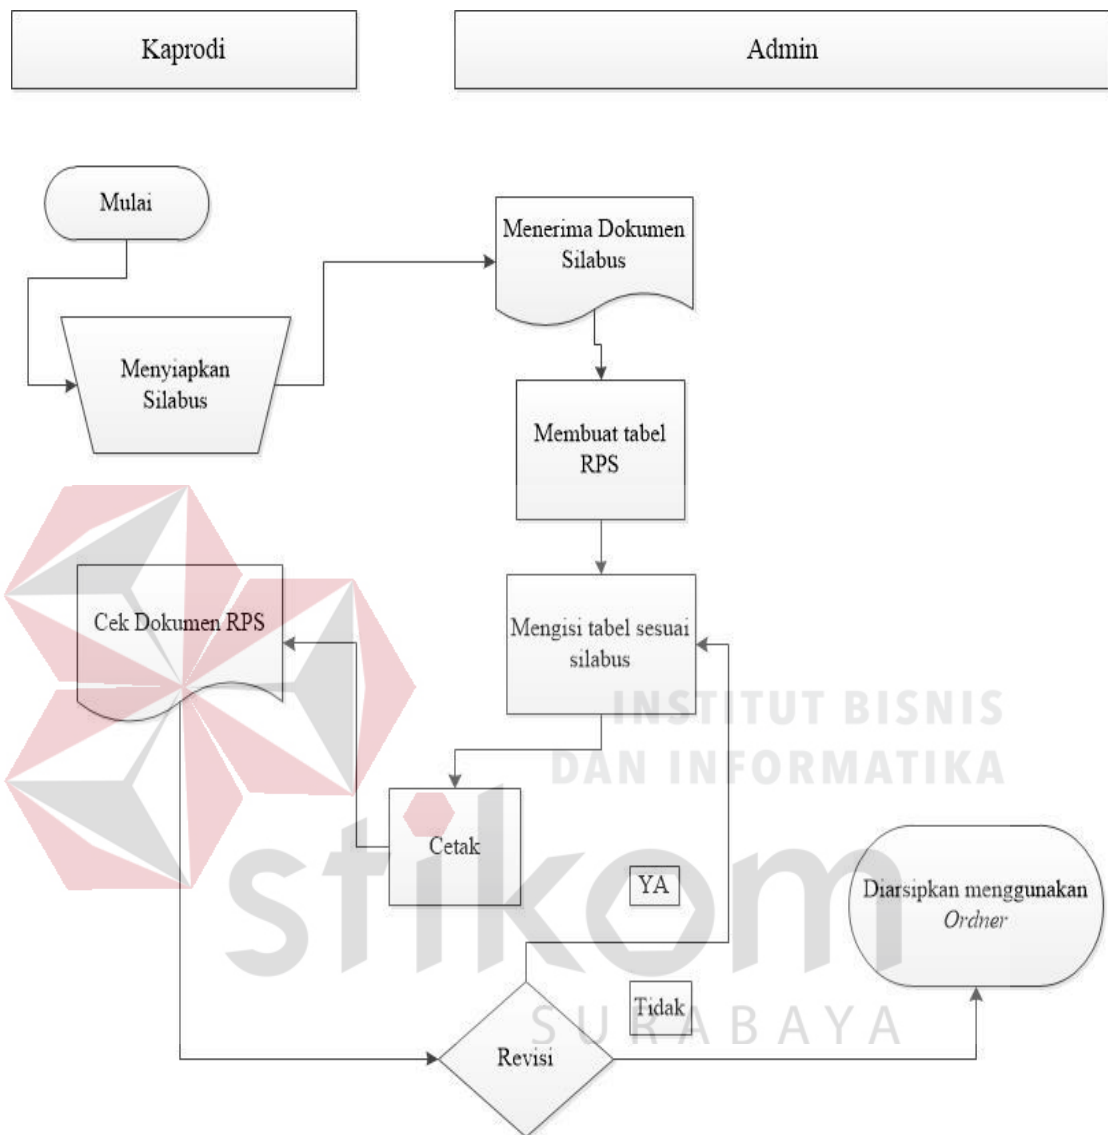 Kaprodi
Admin
Mulai
Menerima Dokumen
Silabus
Menyiapkan
Silabus
Membuat tabel
RPS
Cek Dokumen RPS
Mengisi tabel sesuai
silabus
INSTITUT BISNIS
DAN INFORMATIKA
Cetak
stikom
YA
Diarsipkan menggunakan
Ordner
Tidak
SURABAYA
Revisi